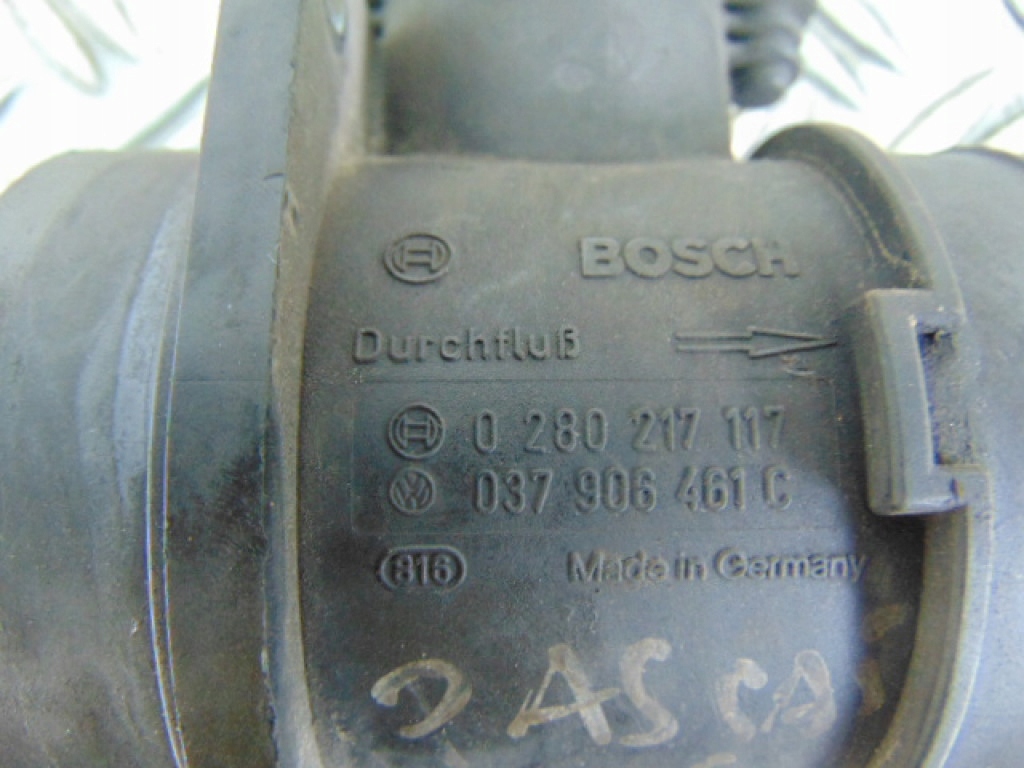 BOSCH
Durchfluß
0 280 217 117
037 906 461 C
816 Made in Germany